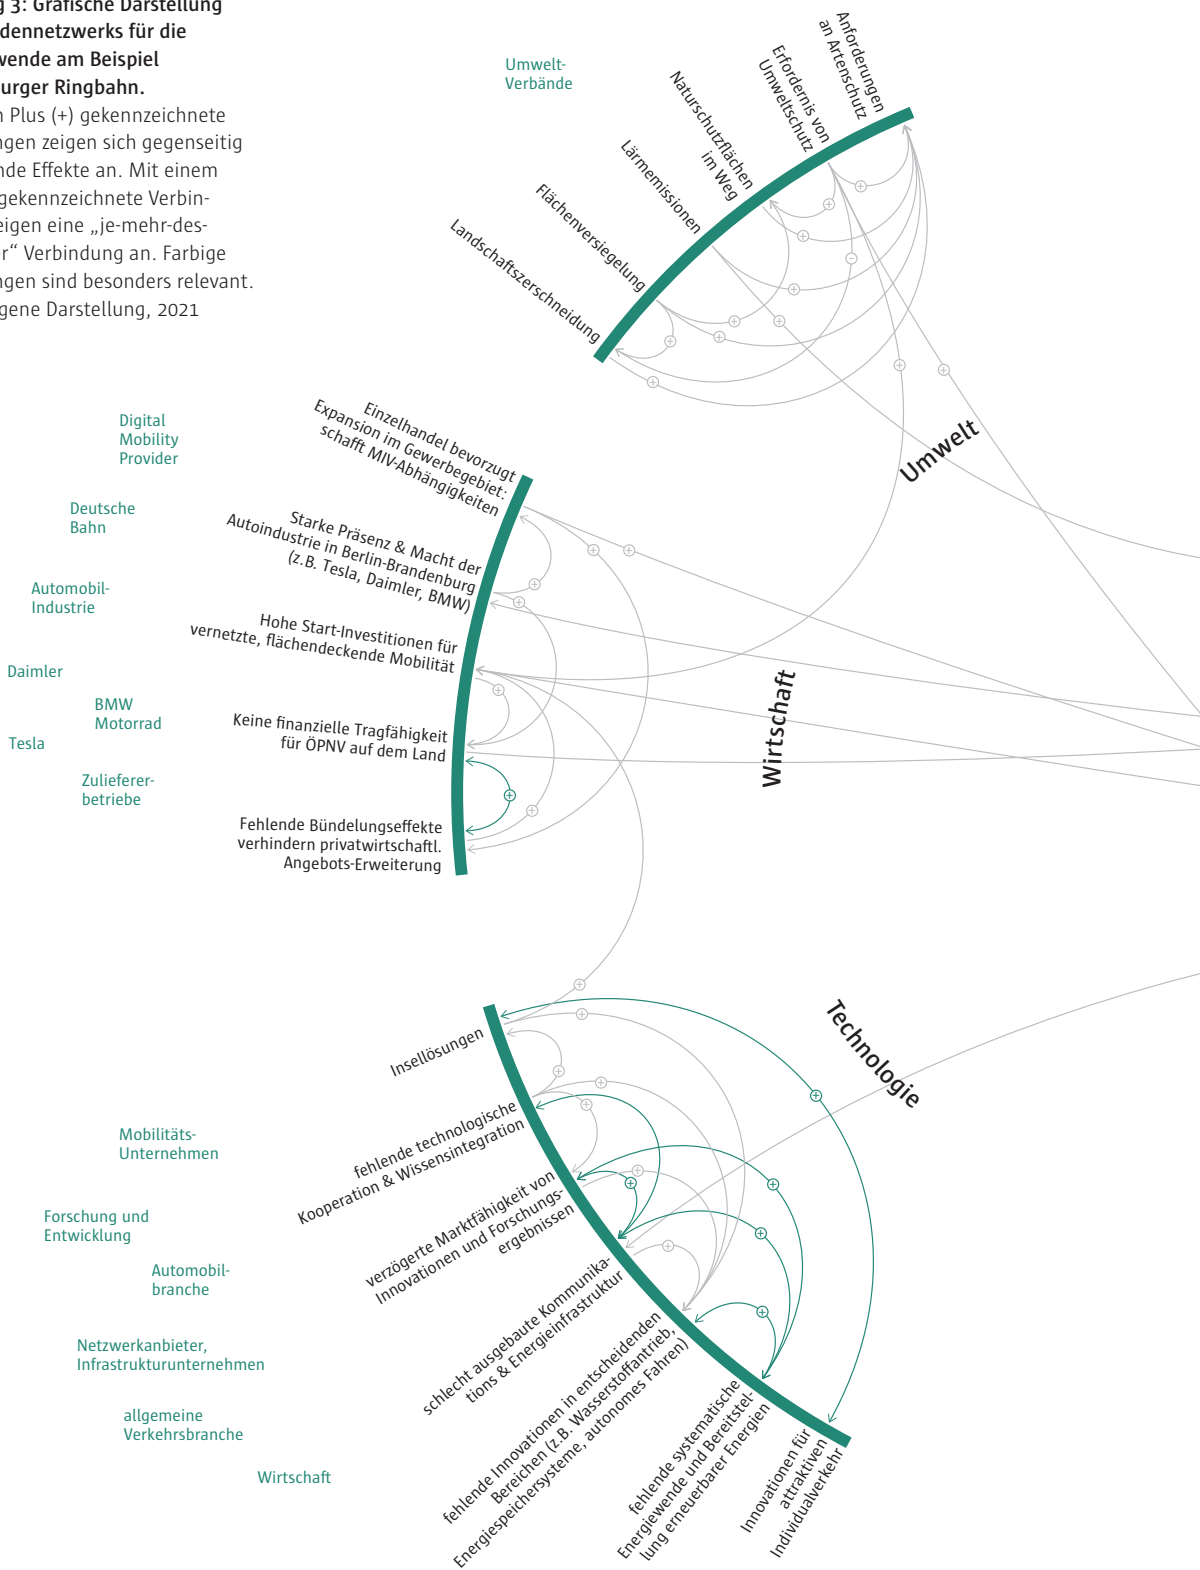 g 3: Grafische Darstellung
dennetzwerks für die
wende am Beispiel
urger Ringbahn.
n Plus (+) gekennzeichnete
ngen zeigen sich gegenseitig
nde Effekte an. Mit einem
gekennzeichnete Verbin-
eigen eine „je-mehr-des-
er“ Verbindung an. Farbige
ngen sind besonders relevant.
gene Darstellung, 2021
Umwelt-
Verbände
Anforderungen
an Artenschutz
Erfordernis von
Umweltschutz
Naturschutzflächen
im Weg
Lärmemissionen
Flächenversiegelung
Landschaftszerschneidung
Umwelt
Digital
Mobility
Provider
Deutsche
Bahn
Automobil-
Industrie
Daimler
BMW
Motorrad
Tesla
Zulieferer-
betriebe
Einzelhandel bevorzugt
Expansion im Gewerbegebiet:
schafft MIV-Abhängigkeiten
Starke Präsenz & Macht der
Autoindustrie in Berlin-Brandenburg
(z.B. Tesla, Daimler, BMW)
Hohe Start-Investitionen für
vernetzte, flächendeckende Mobilität
Keine finanzielle Tragfähigkeit
für ÖPNV auf dem Land
Fehlende Bündelungseffekte
verhindern privatwirtschaftl.
Angebots-Erweiterung
Wirtschaft
Technologie
Insellösungen
fehlende technologische
Kooperation & Wissensintegration
verzögerte Marktfähigkeit von
Innovationen und Forschungs-
ergebnissen
schlecht ausgebaute Kommunika-
tions & Energieinfrastruktur
fehlende Innovationen in entscheidenden
Bereichen (z.B. Wasserstoffantrieb,
Energiespeichersysteme, autonomes Fahren)
fehlende systematische
Energiewende und Bereitstel-
lung erneuerbarer Energien
Innovationen für
attraktiven
Individualverkehr
Mobilitäts-
Unternehmen
Forschung und
Entwicklung
Automobil-
branche
Netzwerkanbieter,
Infrastrukturunternehmen
allgemeine
Verkehrsbranche
Wirtschaft